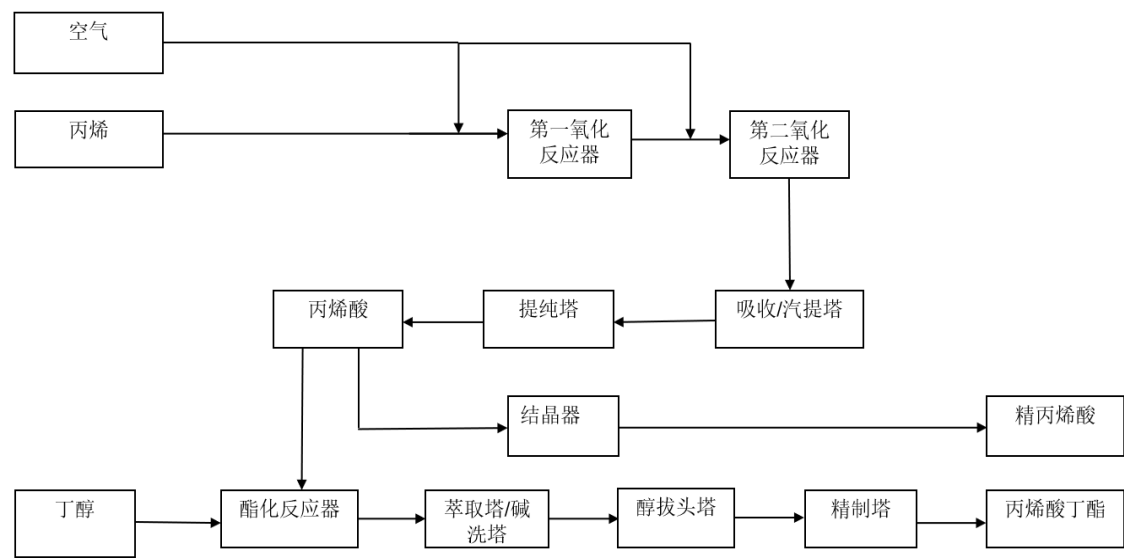 空气
丙烯
第一氧化
反应器
第二氧化
反应器
丙烯酸
提纯塔
吸收/汽提塔
结晶器
精丙烯酸
丁醇
酯化反应器
萃取塔/碱
洗塔
醇拔头塔
精制塔
丙烯酸丁酯